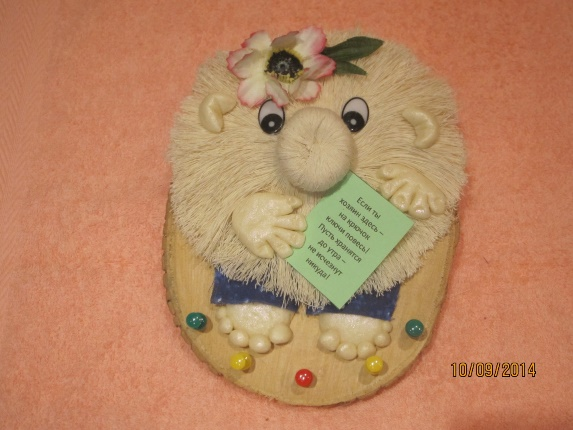 Если ты
хозяин здесь –
на крючок
ключи повесь!
Пусть хранятся
до утра –
не исчезнут
никуда!
10/09/2014